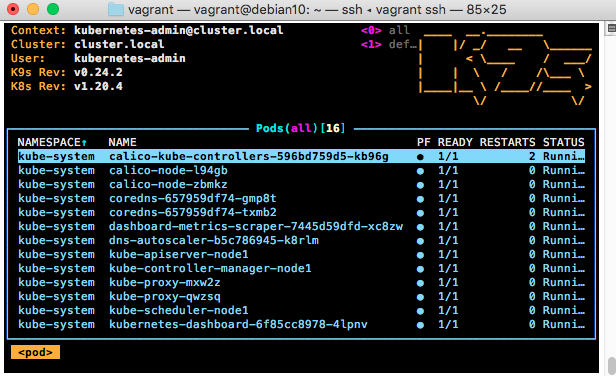 vagrant — vagrant@debian10: ~ — ssh ◂ vagrant ssh — 85×25
Context: kubernetes-admin@cluster.local <0> all
Cluster: cluster.local <1> def…
User: kubernetes-admin
K9s Rev: v0.24.2
K8s Rev: v1.20.4
Pods(all)[16]
NAMESPACE↑ NAME PF READY RESTARTS STATUS
kube-system calico-kube-controllers-596bd759d5-kb96g ● 1/1 2 Runni…
kube-system calico-node-l94gb ● 1/1 0 Runni…
kube-system calico-node-zbmkz ● 1/1 0 Runni…
kube-system coredns-657959df74-gmp8t ● 1/1 0 Runni…
kube-system coredns-657959df74-txmb2 ● 1/1 0 Runni…
kube-system dashboard-metrics-scraper-7445d59dfd-xc8zw ● 1/1 0 Runni…
kube-system dns-autoscaler-b5c786945-k8rlm ● 1/1 0 Runni…
kube-system kube-apiserver-node1 ● 1/1 0 Runni…
kube-system kube-controller-manager-node1 ● 1/1 0 Runni…
kube-system kube-proxy-mxw2z ● 1/1 0 Runni…
kube-system kube-proxy-qwzsq ● 1/1 0 Runni…
kube-system kube-scheduler-node1 ● 1/1 0 Runni…
kube-system kubernetes-dashboard-6f85cc8978-4lpnv ● 1/1 0 Runni…
<pod>